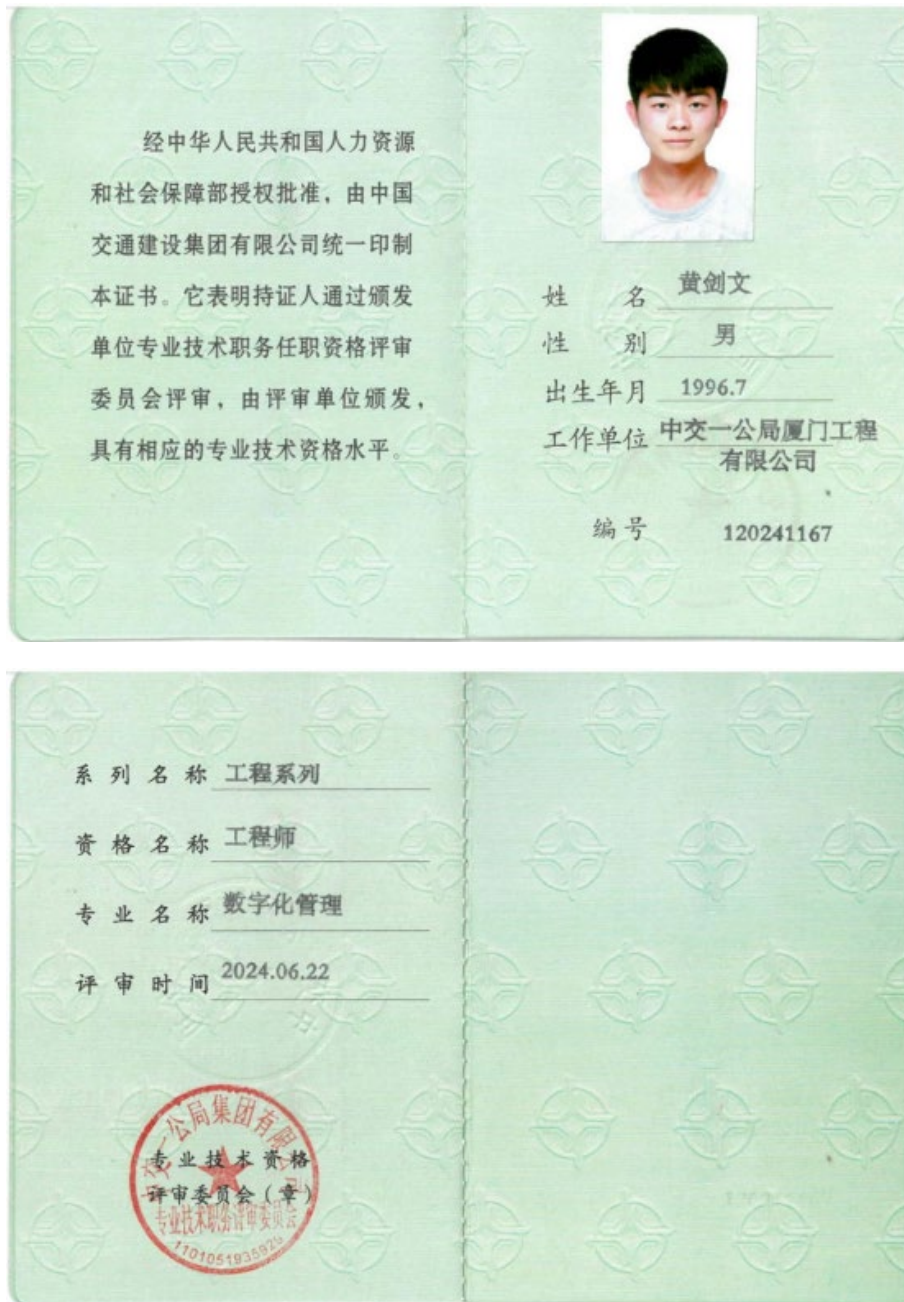 经中华人民共和国人力资源
和社会保障部授权批准，由中国
交通建设集团有限公司统一印制
本证书。它表明持证人通过颁发
单位专业技术职务任职资格评审
委员会评审，由评审单位颁发，
具有相应的专业技术资格水平。
姓 名 黄剑文
性 别 男
出生年月 1996.7
工作单位 中交一公局厦门工程
有限公司
编号 120241167
系列名称 工程系列
资格名称 工程师
专业名称 数字化管理
评审时间 2024.06.22
中交一公局集团有限公司
专业技术资格
评审委员会（章）
专业技术职务评审委员会